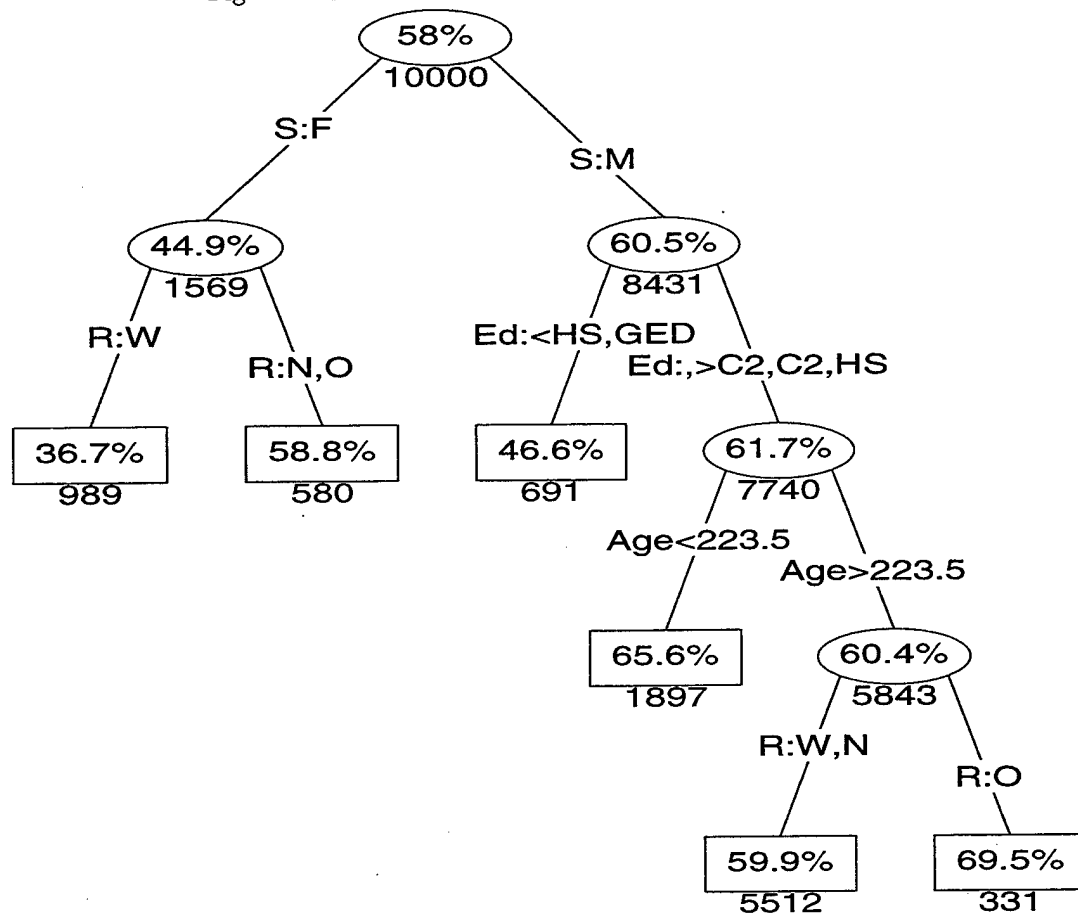 58%
10000
S:F
S:M
44.9%
1569
60.5%
8431
R:W
R:N,O
Ed:<HS,GED
Ed:,>C2,C2,HS
36.7%
989
58.8%
580
46.6%
691
61.7%
7740
Age<223.5
Age>223.5
65.6%
1897
60.4%
5843
R:W,N
R:O
59.9%
5512
69.5%
331